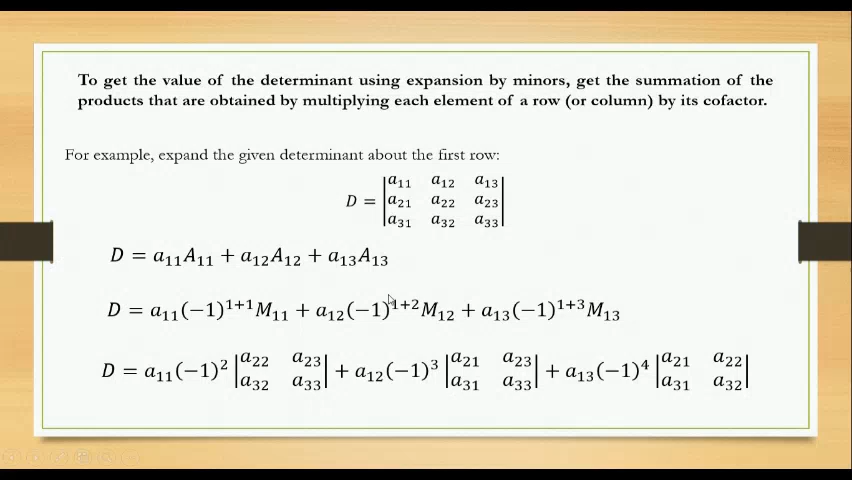 To get the value of the determinant using expansion by minors, get the summation of the
products that are obtained by multiplying each element of a row (or column) by its cofactor.
For example, expand the given determinant about the first row:
D = |a₁₁ a₁₂ a₁₃|
|a₂₁ a₂₂ a₂₃|
|a₃₁ a₃₂ a₃₃|
D = a₁₁A₁₁ + a₁₂A₁₂ + a₁₃A₁₃
D = a₁₁(−1)¹⁺¹M₁₁ + a₁₂(−1)¹⁺²M₁₂ + a₁₃(−1)¹⁺³M₁₃
D = a₁₁(−1)² |a₂₂ a₂₃| + a₁₂(−1)³ |a₂₁ a₂₃| + a₁₃(−1)⁴ |a₂₁ a₂₂|
|a₃₂ a₃₃| |a₃₁ a₃₃| |a₃₁ a₃₂|